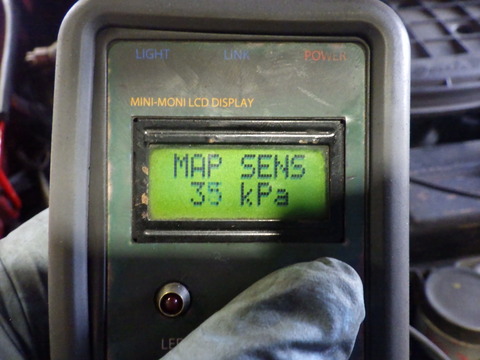 LIGHT LINK POWER
MINI-MONI LCD DISPLAY
MAP SENS
35 kPa